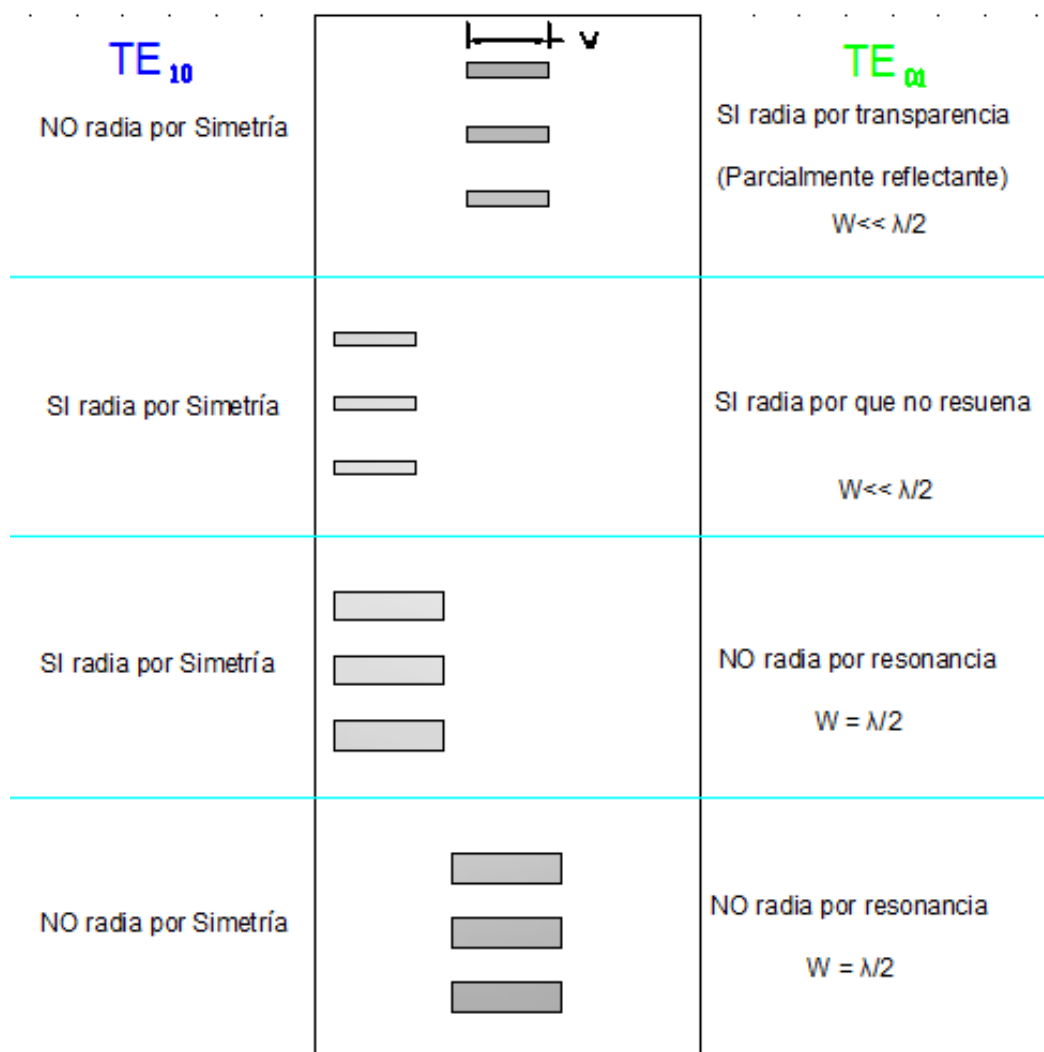 TE10
TE01
W
NO radia por Simetría
SI radia por transparencia
(Parcialmente reflectante)
W<< λ/2
SI radia por Simetría
SI radia por que no resuena
W<< λ/2
SI radia por Simetría
NO radia por resonancia
W = λ/2
NO radia por Simetría
NO radia por resonancia
W = λ/2